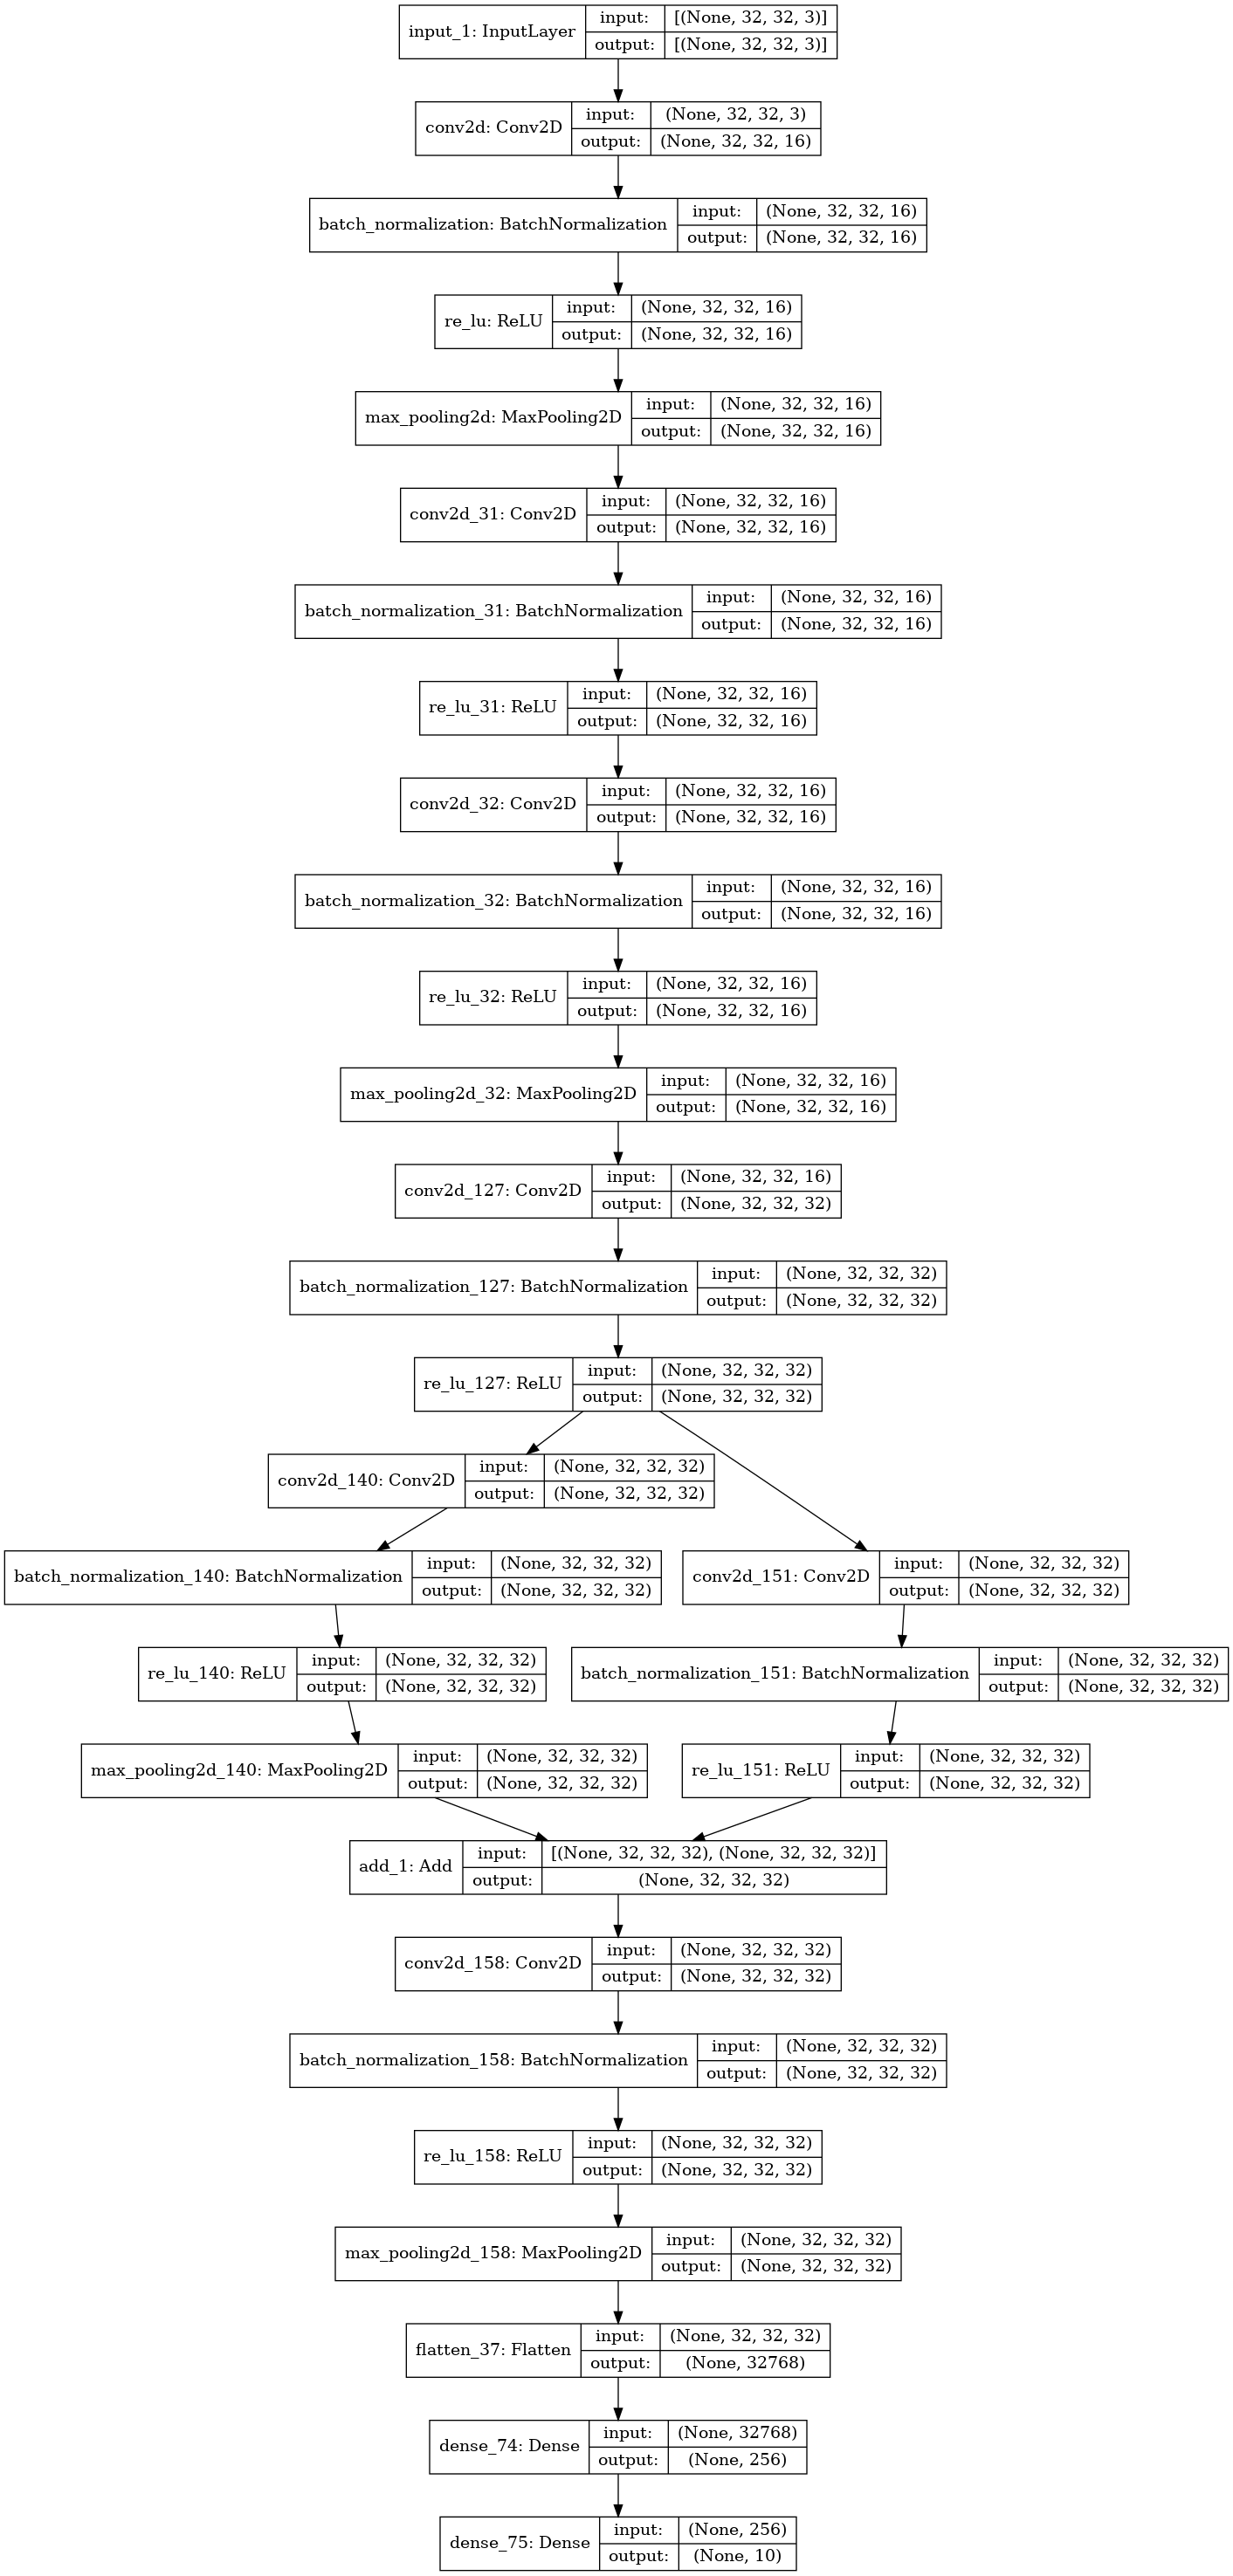 input_1: InputLayer
input:
[(None, 32, 32, 3)]
output:
[(None, 32, 32, 3)]
conv2d: Conv2D
input:
(None, 32, 32, 3)
output:
(None, 32, 32, 16)
batch_normalization: BatchNormalization
input:
(None, 32, 32, 16)
output:
(None, 32, 32, 16)
re_lu: ReLU
input:
(None, 32, 32, 16)
output:
(None, 32, 32, 16)
max_pooling2d: MaxPooling2D
input:
(None, 32, 32, 16)
output:
(None, 32, 32, 16)
conv2d_31: Conv2D
input:
(None, 32, 32, 16)
output:
(None, 32, 32, 16)
batch_normalization_31: BatchNormalization
input:
(None, 32, 32, 16)
output:
(None, 32, 32, 16)
re_lu_31: ReLU
input:
(None, 32, 32, 16)
output:
(None, 32, 32, 16)
conv2d_32: Conv2D
input:
(None, 32, 32, 16)
output:
(None, 32, 32, 16)
batch_normalization_32: BatchNormalization
input:
(None, 32, 32, 16)
output:
(None, 32, 32, 16)
re_lu_32: ReLU
input:
(None, 32, 32, 16)
output:
(None, 32, 32, 16)
max_pooling2d_32: MaxPooling2D
input:
(None, 32, 32, 16)
output:
(None, 32, 32, 16)
conv2d_127: Conv2D
input:
(None, 32, 32, 16)
output:
(None, 32, 32, 32)
batch_normalization_127: BatchNormalization
input:
(None, 32, 32, 32)
output:
(None, 32, 32, 32)
re_lu_127: ReLU
input:
(None, 32, 32, 32)
output:
(None, 32, 32, 32)
conv2d_140: Conv2D
input:
(None, 32, 32, 32)
output:
(None, 32, 32, 32)
batch_normalization_140: BatchNormalization
input:
(None, 32, 32, 32)
output:
(None, 32, 32, 32)
conv2d_151: Conv2D
input:
(None, 32, 32, 32)
output:
(None, 32, 32, 32)
re_lu_140: ReLU
input:
(None, 32, 32, 32)
output:
(None, 32, 32, 32)
batch_normalization_151: BatchNormalization
input:
(None, 32, 32, 32)
output:
(None, 32, 32, 32)
max_pooling2d_140: MaxPooling2D
input:
(None, 32, 32, 32)
output:
(None, 32, 32, 32)
re_lu_151: ReLU
input:
(None, 32, 32, 32)
output:
(None, 32, 32, 32)
add_1: Add
input:
[(None, 32, 32, 32), (None, 32, 32, 32)]
output:
(None, 32, 32, 32)
conv2d_158: Conv2D
input:
(None, 32, 32, 32)
output:
(None, 32, 32, 32)
batch_normalization_158: BatchNormalization
input:
(None, 32, 32, 32)
output:
(None, 32, 32, 32)
re_lu_158: ReLU
input:
(None, 32, 32, 32)
output:
(None, 32, 32, 32)
max_pooling2d_158: MaxPooling2D
input:
(None, 32, 32, 32)
output:
(None, 32, 32, 32)
flatten_37: Flatten
input:
(None, 32, 32, 32)
output:
(None, 32768)
dense_74: Dense
input:
(None, 32768)
output:
(None, 256)
dense_75: Dense
input:
(None, 256)
output:
(None, 10)